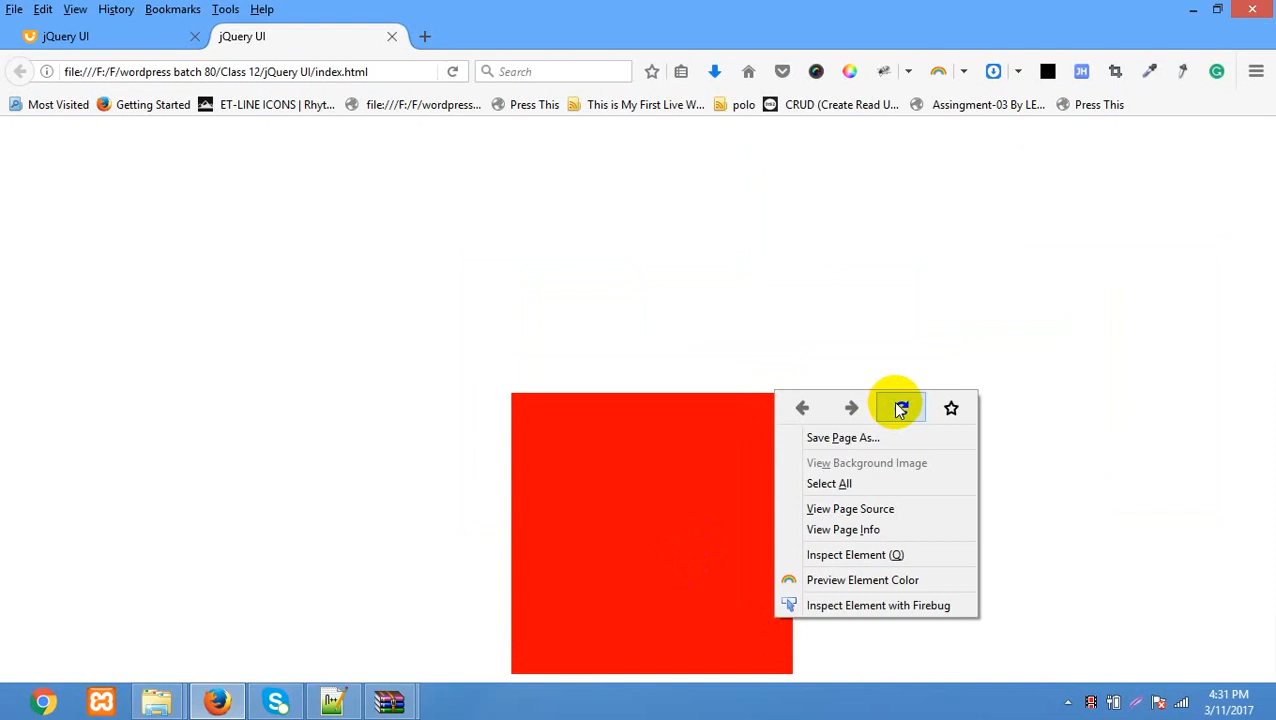 File Edit View History Bookmarks Tools Help
jQuery UI jQuery UI
file:///F:/F/wordpress batch 80/Class 12/jQuery UI/index.html Search JH
Most Visited Getting Started ET-LINE ICONS | Rhyt... file:///F:/F/wordpress... Press This This is My First Live W... polo CRUD (Create Read U... Assingment-03 By LE... Press This
Save Page As...
View Background Image
Select All
View Page Source
View Page Info
Inspect Element (Q)
Preview Element Color
Inspect Element with Firebug
4:31 PM
3/11/2017